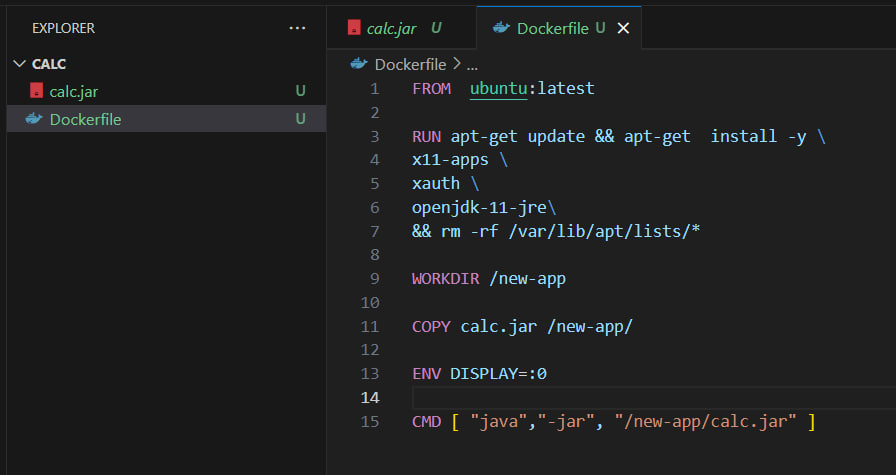 EXPLORER ...
CALC
calc.jar U
Dockerfile U
calc.jar U Dockerfile U
Dockerfile > ...
1 FROM  ubuntu:latest
2
3 RUN apt-get update && apt-get  install -y \
4 x11-apps \
5 xauth \
6 openjdk-11-jre\
7 && rm -rf /var/lib/apt/lists/*
8
9 WORKDIR /new-app
10
11 COPY calc.jar /new-app/
12
13 ENV DISPLAY=:0
14
15 CMD [ "java","-jar", "/new-app/calc.jar" ]